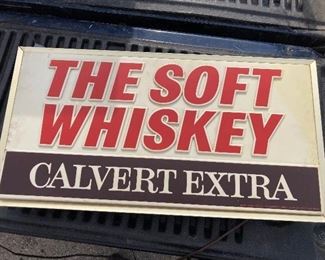 THE SOFT
WHISKEY
CALVERT EXTRA